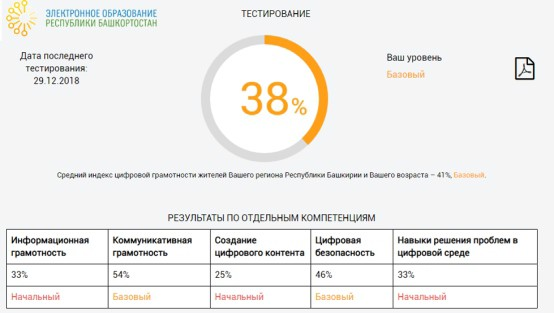 ЭЛЕКТРОННОЕ ОБРАЗОВАНИЕ
РЕСПУБЛИКИ БАШКОРТОСТАН
ТЕСТИРОВАНИЕ
Дата последнего
тестирования:
29.12.2018
38%
Ваш уровень
Базовый
Средний индекс цифровой грамотности жителей Вашего региона Республики Башкирии и Вашего возраста – 41%, Базовый.
РЕЗУЛЬТАТЫ ПО ОТДЕЛЬНЫМ КОМПЕТЕНЦИЯМ
Информационная грамотность
Коммуникативная грамотность
Создание цифрового контента
Цифровая безопасность
Навыки решения проблем в цифровой среде
33% 54% 25% 46% 33%
Начальный Базовый Начальный Базовый Начальный